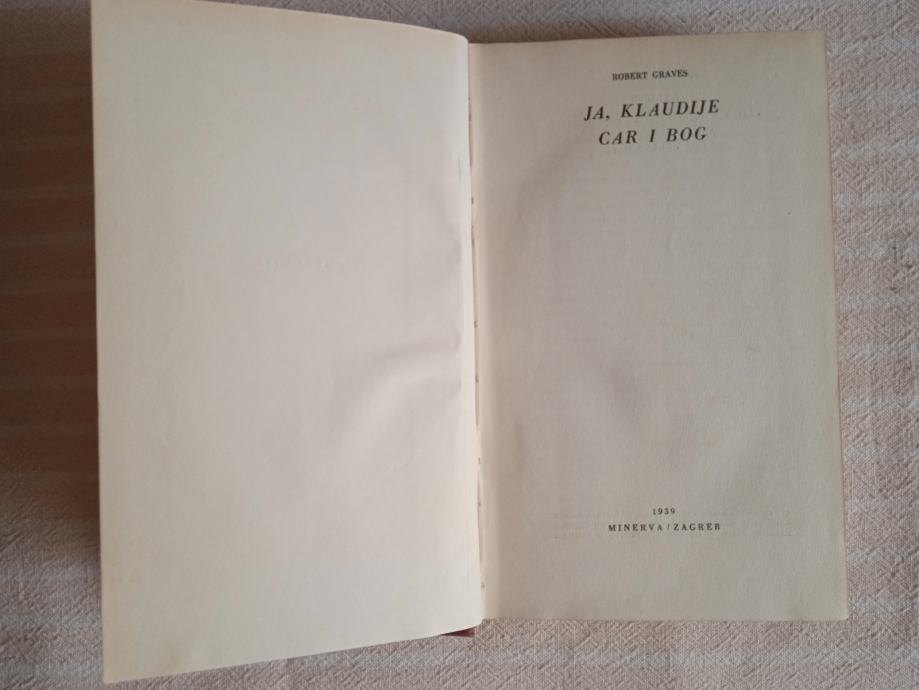 ROBERT GRAVES
JA, KLAUDIJE
CAR I BOG
1939
MINERVA / ZAGREB